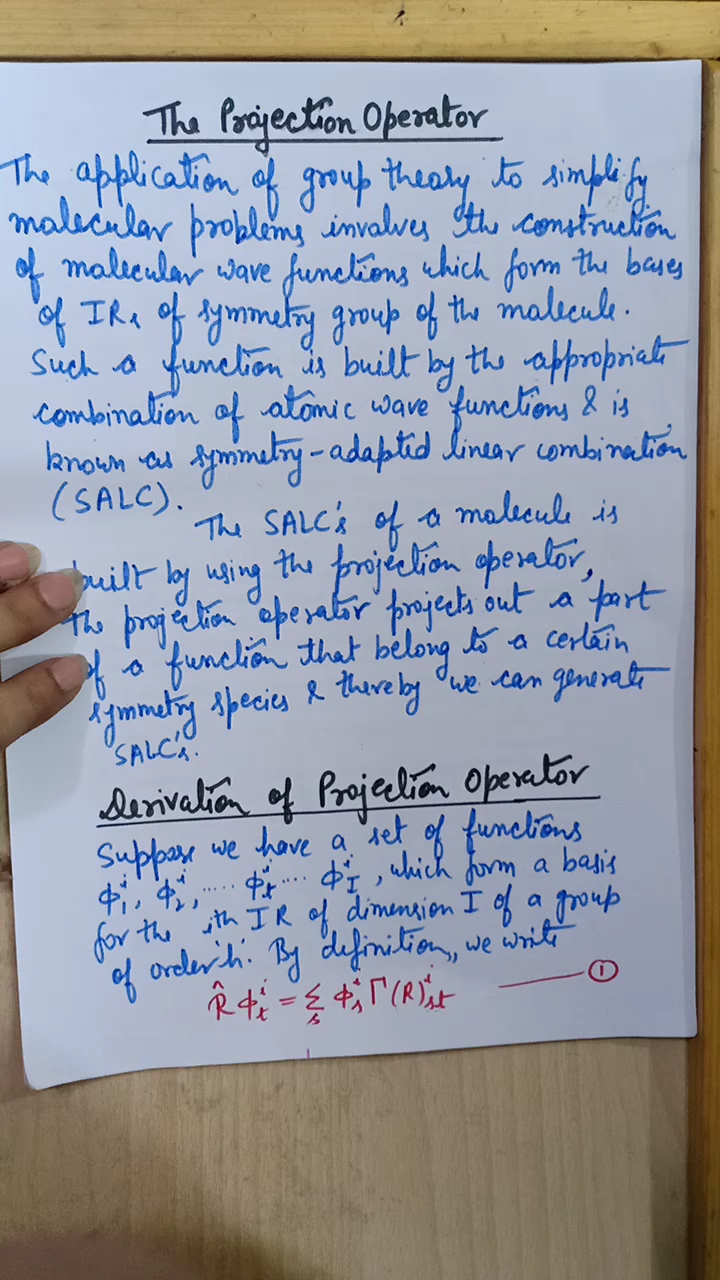 The Projection Operator
The application of group theory to simplify
molecular problems involves the construction
of molecular wave functions which form the bases
of IRs of symmetry group of the molecule.
Such a function is built by the appropriate
combination of atomic wave functions & is
known as symmetry-adapted linear combination
(SALC).
The SALC's of a molecule is
built by using the projection operator,
The projection operator projects out a part
of a function that belong to a certain
symmetry species & thereby we can generate
SALC's.
Derivation of Projection Operator
Suppose we have a set of functions
ϕ₁ⁱ, ϕ₂ⁱ, ..... ϕₜⁱ .... ϕ_Iⁱ, which form a basis
for the ith IR of dimension I of a group
of order 'h'. By definition, we write
R̂ ϕₜⁱ = Σ_s ϕ_sⁱ Γ(R)ⁱ_st —— ①